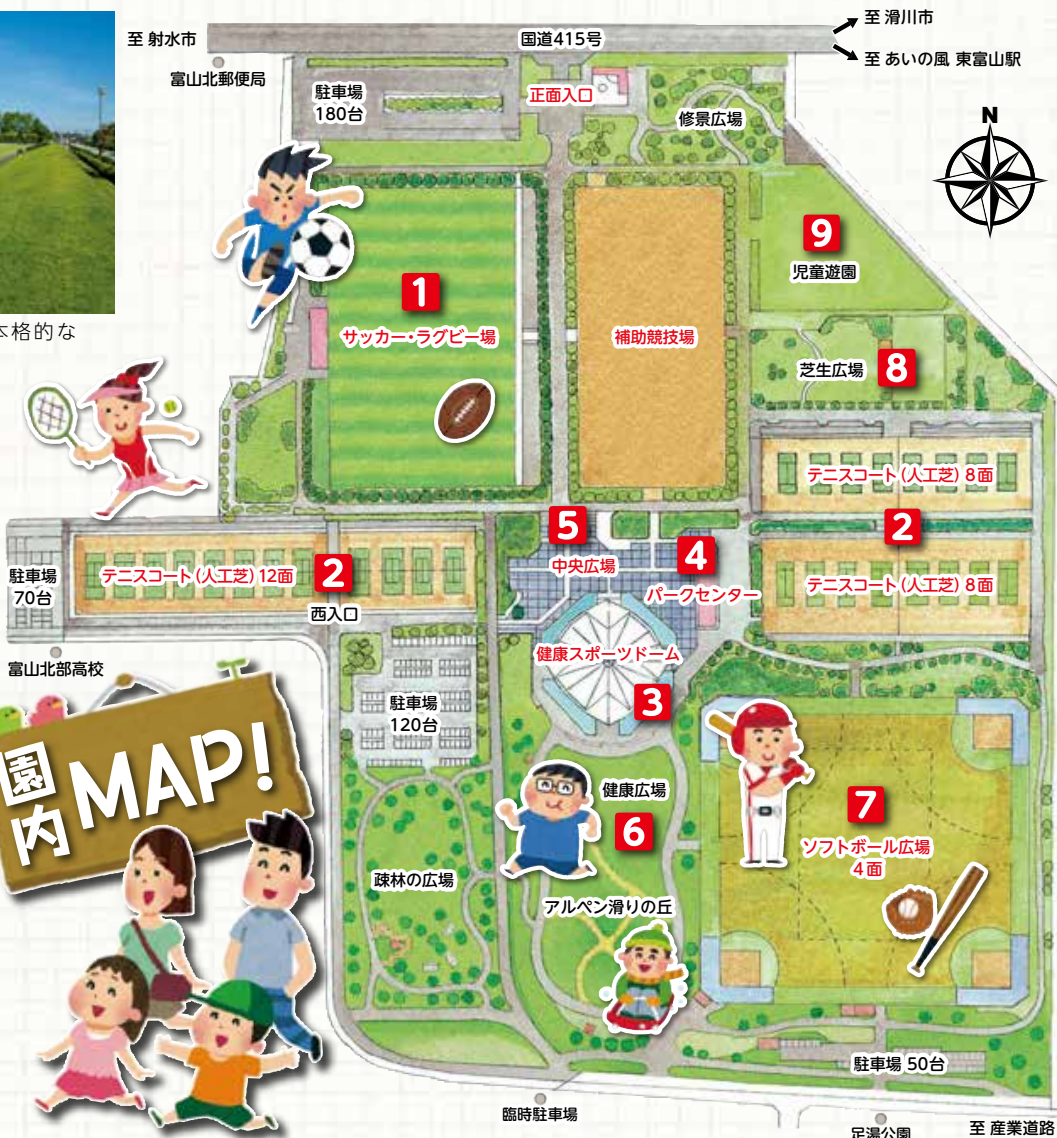 至 滑川市
至 射水市
国道415号
至 あいの風 東富山駅
富山北郵便局
駐車場
180台
正面入口
修景広場
N
9
児童遊園
本格的な
1
サッカー・ラグビー場
補助競技場
芝生広場
8
テニスコート(人工芝)8面
2
5
中央広場
4
パークセンター
テニスコート(人工芝)8面
駐車場
70台
テニスコート(人工芝)12面
2
西入口
富山北部高校
健康スポーツドーム
3
駐車場
120台
園内 MAP!
健康広場
6
7
ソフトボール広場
4面
疎林の広場
アルペン滑りの丘
駐車場 50台
臨時駐車場
足湯公園
至 産業道路